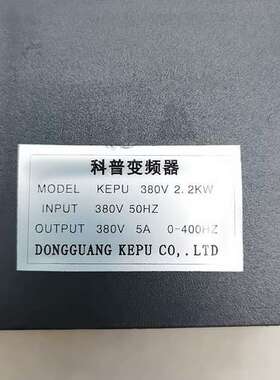 科普变频器
MODEL KEPU 380V 2.2KW
INPUT 380V 50HZ
OUTPUT 380V 5A 0-400HZ
DONGGUANG KEPU CO,.LTD